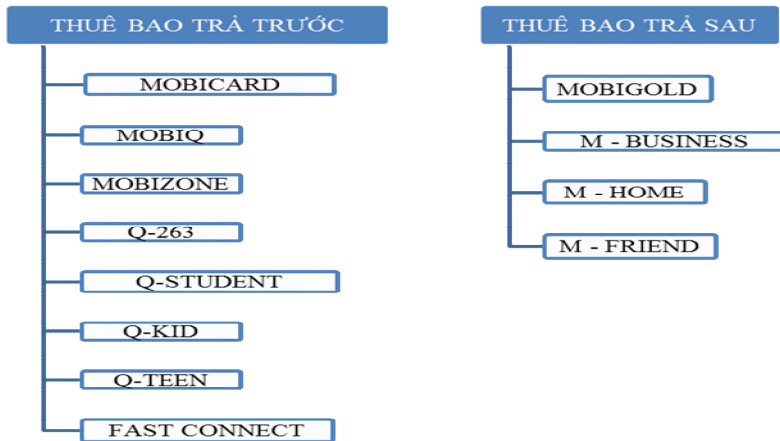 THUÊ BAO TRẢ TRƯỚC
MOBICARD
MOBIQ
MOBIZONE
Q-263
Q-STUDENT
Q-KID
Q-TEEN
FAST CONNECT
THUÊ BAO TRẢ SAU
MOBIGOLD
M - BUSINESS
M - HOME
M - FRIEND